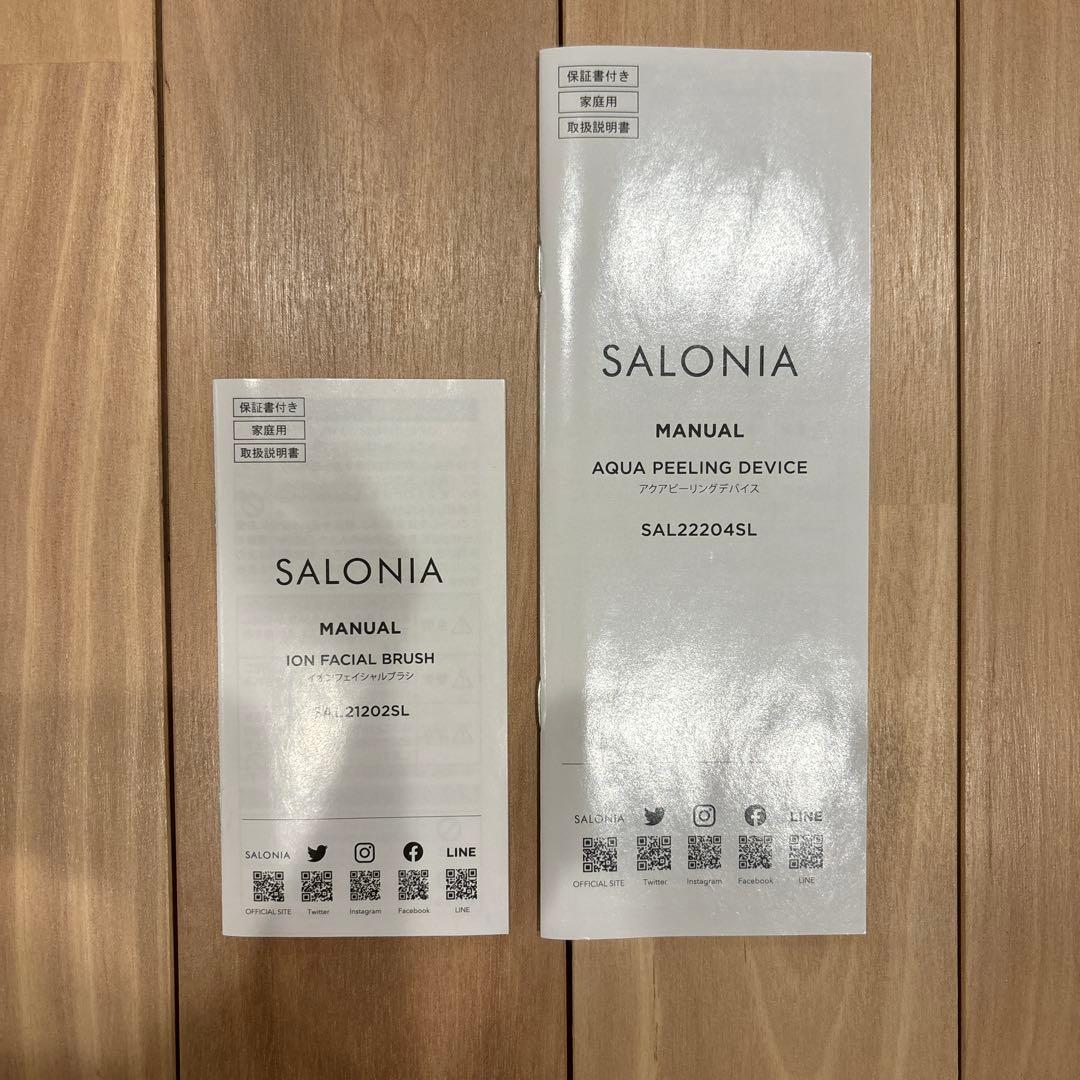 保証書付き
家庭用
取扱説明書
SALONIA
MANUAL
ION FACIAL BRUSH
イオンフェイシャルブラシ
SAL21202SL
SALONIA
LINE
OFFICIAL SITE
Twitter
Instagram
Facebook
LINE
保証書付き
家庭用
取扱説明書
SALONIA
MANUAL
AQUA PEELING DEVICE
アクアピーリングデバイス
SAL22204SL
SALONIA
LINE
OFFICIAL SITE
Twitter
Instagram
Facebook
LINE